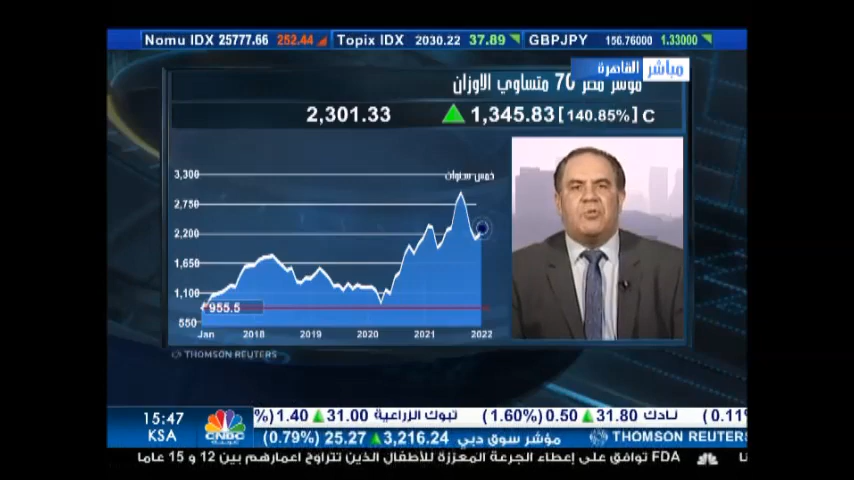 Nomu IDX 25777.66 252.44 Topix IDX 2030.22 37.89 GBPJPY 156.76000 1.33000
مباشر القاهرة
مؤشر مصر 70 متساوي الاوزان
2,301.33 1,345.83 [140.85%] C
خمس سنوات
3,300
2,750
2,200
1,650
1,100
955.5
550
Jan 2018 2019 2020 2021 2022
THOMSON REUTERS
15:47
KSA
CNBC
عربية
%) 1.40 31.00 تبوك الزراعية (1.60%) 0.50 31.80 نادك (0.11%
(0.79%) 25.27 3,216.24 مؤشر سوق دبي THOMSON REUTERS
FDA توافق على إعطاء الجرعة المعززة للأطفال الذين تتراوح اعمارهم بين 12 و 15 عاما